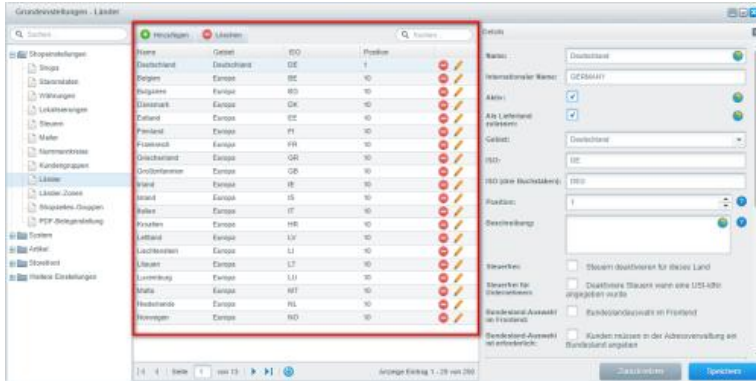 Grundeinstellungen - Länder
Suchen...
Shopeinstellungen
Shops
Stammdaten
Währungen
Lokalisierungen
Steuern
Mailer
Nummernkreise
Kundengruppen
Länder
Länder-Zonen
Shopseiten-Gruppen
PDF-Belegerstellung
System
Artikel
Storefront
Weitere Einstellungen
Hinzufügen Löschen Suchen...
Name Gebiet ISO Position
Deutschland Deutschland DE 1
Belgien Europa BE 10
Bulgarien Europa BG 10
Dänemark Europa DK 10
Estland Europa EE 10
Finnland Europa FI 10
Frankreich Europa FR 10
Griechenland Europa GR 10
Großbritannien Europa GB 10
Irland Europa IE 10
Island Europa IS 10
Italien Europa IT 10
Kroatien Europa HR 10
Lettland Europa LV 10
Liechtenstein Europa LI 10
Litauen Europa LT 10
Luxemburg Europa LU 10
Malta Europa MT 10
Niederlande Europa NL 10
Norwegen Europa NO 10
Seite 1 von 13 Anzeige Eintrag 1 - 20 von 250
Details
Name: Deutschland
Internationaler Name: GERMANY
Aktiv:
Als Lieferland
zulassen:
Gebiet: Deutschland
ISO: DE
ISO (drei Buchstaben): DEU
Position: 1
Beschreibung:
Steuerfrei: Steuern deaktivieren für dieses Land
Steuerfrei für
Unternehmen: Deaktiviere Steuern wenn eine USt-IdNr.
angegeben wurde
Bundesland-Auswahl
im Frontend: Bundeslandauswahl im Frontend
Bundesland-Auswahl
ist erforderlich: Kunden müssen in der Adressverwaltung ein
Bundesland angeben
Zurücksetzen Speichern